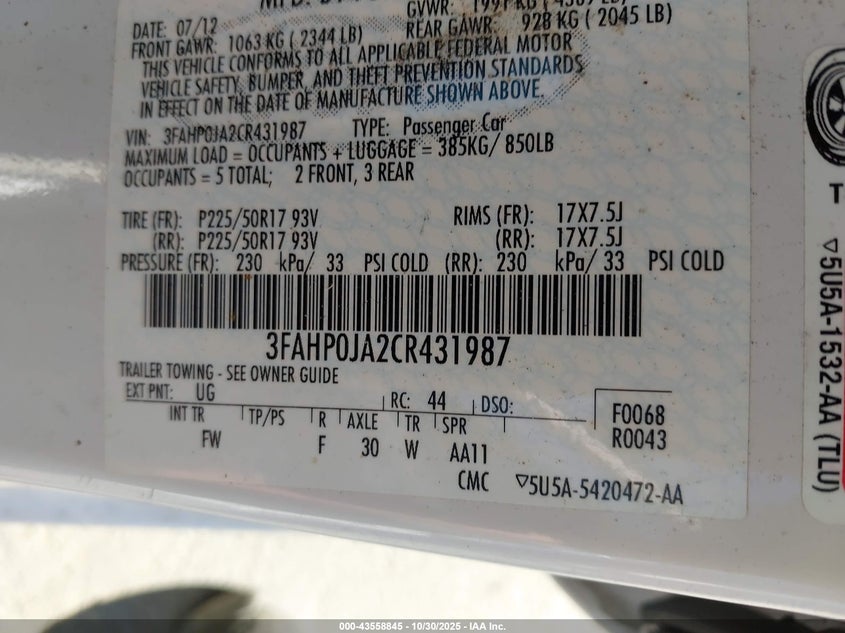 DATE: 07/12
GVWR: 1991 KG
FRONT GAWR: 1063 KG ( 2344 LB)
REAR GAWR: 928 KG ( 2045 LB)
THIS VEHICLE CONFORMS TO ALL APPLICABLE FEDERAL MOTOR
VEHICLE SAFETY, BUMPER, AND THEFT PREVENTION STANDARDS
IN EFFECT ON THE DATE OF MANUFACTURE SHOWN ABOVE.
VIN: 3FAHP0JA2CR431987 TYPE: Passenger Car
MAXIMUM LOAD = OCCUPANTS + LUGGAGE = 385KG/ 850LB
OCCUPANTS = 5 TOTAL; 2 FRONT, 3 REAR
TIRE (FR): P225/50R17 93V RIMS (FR): 17X7.5J
(RR): P225/50R17 93V (RR): 17X7.5J
PRESSURE (FR): 230 kPa/ 33 PSI COLD (RR): 230 kPa/ 33 PSI COLD
3FAHP0JA2CR431987
TRAILER TOWING - SEE OWNER GUIDE
EXT PNT: UG RC: 44 DSO:
INT TR TP/PS R AXLE TR SPR
FW F 30 W AA11
F0068
R0043
CMC ▽5U5A-5420472-AA
▽5U5A-1532-AA (TLU)
000-43558845 - 10/30/2025 - IAA Inc.